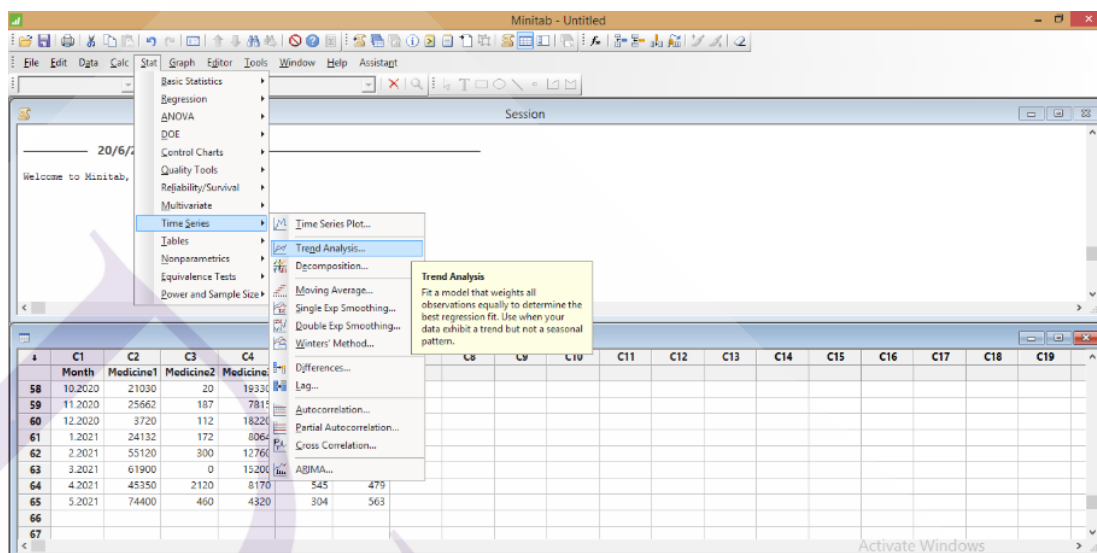 Minitab - Untitled
File Edit Data Calc Stat Graph Editor Tools Window Help Assistant
Session
Basic Statistics
Regression
ANOVA
DOE
Control Charts
Quality Tools
Reliability/Survival
Multivariate
Time Series
Tables
Nonparametrics
Equivalence Tests
Power and Sample Size
20/6/2
Welcome to Minitab,
Time Series Plot...
Trend Analysis...
Decomposition...
Moving Average...
Single Exp Smoothing...
Double Exp Smoothing...
Winters' Method...
Differences...
Lag...
Autocorrelation...
Partial Autocorrelation...
Cross Correlation...
ARIMA...
Trend Analysis
Fit a model that weights all
observations equally to determine the
best regression fit. Use when your
data exhibit a trend but not a seasonal
pattern.
C1 C2 C3 C4 C8 C9 C10 C11 C12 C13 C14 C15 C16 C17 C18 C19
Month Medicine1 Medicine2 Medicine
58 10.2020 21030 20 19330
59 11.2020 25662 187 7815
60 12.2020 3720 112 18220
61 1.2021 24132 172 8064
62 2.2021 55120 300 12760
63 3.2021 61900 0 15200
64 4.2021 45350 2120 8170 545 479
65 5.2021 74400 460 4320 304 563
66
67
Activate Windows